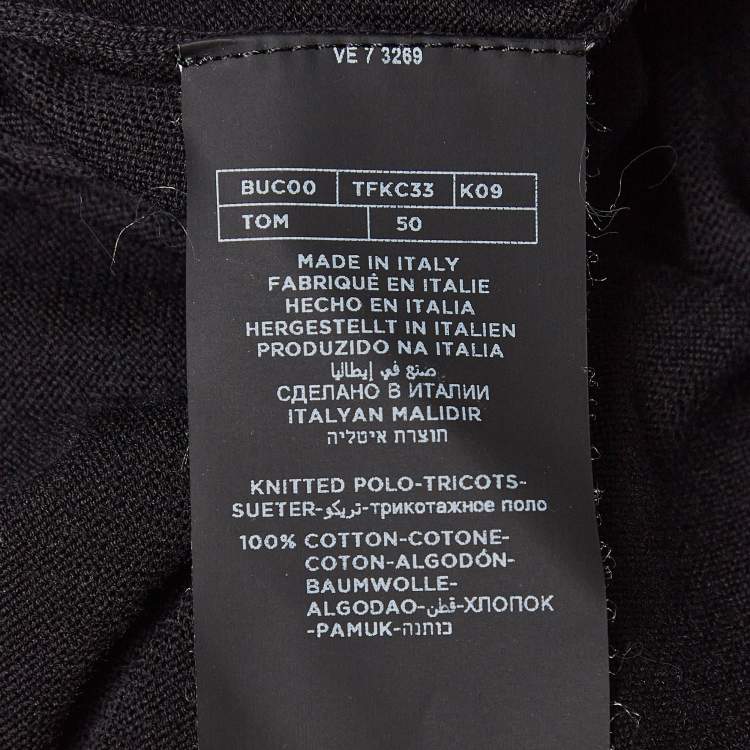 VE 7 3269
BUC00 TFKC33 K09
TOM 50
MADE IN ITALY
FABRIQUÉ EN ITALIE
HECHO EN ITALIA
HERGESTELLT IN ITALIEN
PRODUZIDO NA ITALIA
صنع في إيطاليا
СДЕЛАНО В ИТАЛИИ
ITALYAN MALIDIR
תוצרת איטליה
KNITTED POLO-TRICOTS-
SUETER-تريكو-трикотажное поло
100% COTTON-COTONE-
COTON-ALGODÓN-
BAUMWOLLE-
ALGODAO-قطن-ХЛОПОК
-PAMUK-כותנה